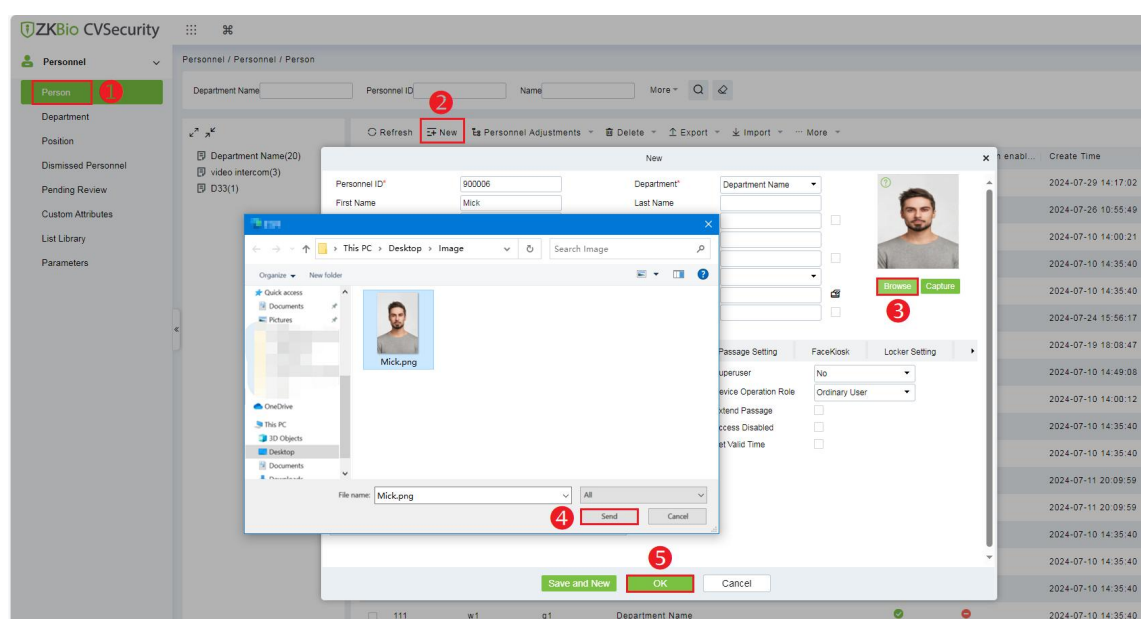 ZKBio CVSecurity
Personnel
Personnel / Personnel / Person
Person
1
Department Name
Personnel ID
Name
More
2
Department
Position
Dismissed Personnel
Pending Review
Custom Attributes
List Library
Parameters
Refresh
New
Personnel Adjustments
Delete
Export
Import
More
Department Name(20)
video intercom(3)
D33(1)
New
n enabl...
Create Time
Personnel ID*
900006
Department*
Department Name
First Name
Mick
Last Name
Browse
Capture
3
This PC > Desktop > Image
Search Image
Organize
New folder
Quick access
Documents
Pictures
OneDrive
This PC
3D Objects
Desktop
Documents
Downloads
Mick.png
File name:
Mick.png
All
4
Send
Cancel
Passage Setting
FaceKiosk
Locker Setting
uperuser
No
evice Operation Role
Ordinary User
xtend Passage
ccess Disabled
et Valid Time
5
Save and New
OK
Cancel
2024-07-29 14:17:02
2024-07-26 10:55:49
2024-07-10 14:00:21
2024-07-10 14:35:40
2024-07-10 14:35:40
2024-07-24 15:56:17
2024-07-19 18:08:47
2024-07-10 14:49:08
2024-07-10 14:00:12
2024-07-10 14:35:40
2024-07-10 14:35:40
2024-07-11 20:09:59
2024-07-11 20:09:59
2024-07-10 14:35:40
2024-07-10 14:35:40
2024-07-10 14:35:40
111
w1
q1
Department Name
2024-07-10 14:35:40